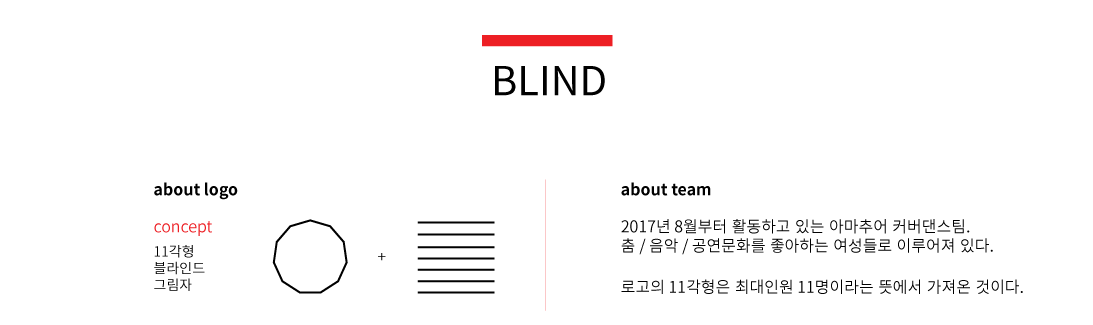 BLIND
about logo
concept
11각형
블라인드
그림자
+
about team
2017년 8월부터 활동하고 있는 아마추어 커버댄스팀.
춤 / 음악 / 공연문화를 좋아하는 여성들로 이루어져 있다.
로고의 11각형은 최대인원 11명이라는 뜻에서 가져온 것이다.